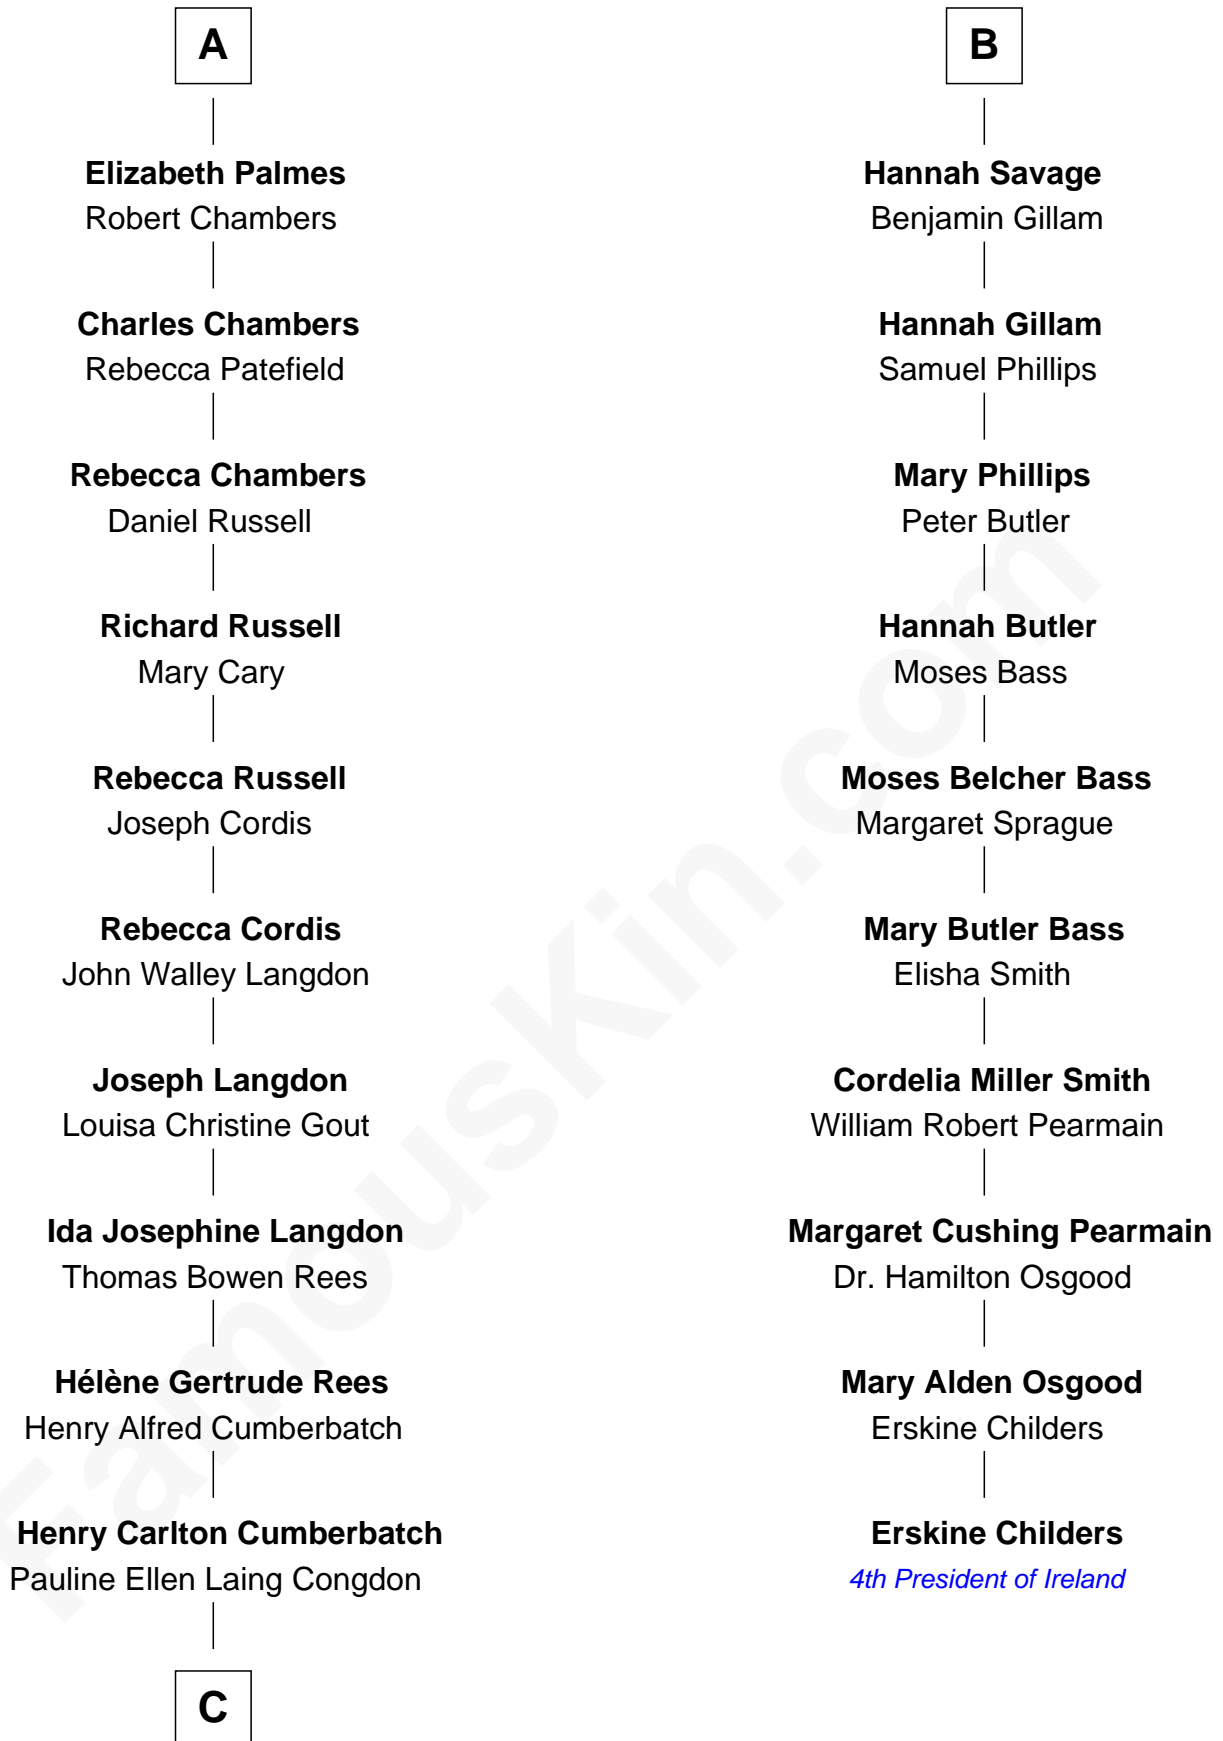 A
Elizabeth Palmes
Robert Chambers
Charles Chambers
Rebecca Patefield
Rebecca Chambers
Daniel Russell
Richard Russell
Mary Cary
Rebecca Russell
Joseph Cordis
Rebecca Cordis
John Walley Langdon
Joseph Langdon
Louisa Christine Gout
Ida Josephine Langdon
Thomas Bowen Rees
Hélène Gertrude Rees
Henry Alfred Cumberbatch
Henry Carlton Cumberbatch
Pauline Ellen Laing Congdon
C
B
Hannah Savage
Benjamin Gillam
Hannah Gillam
Samuel Phillips
Mary Phillips
Peter Butler
Hannah Butler
Moses Bass
Moses Belcher Bass
Margaret Sprague
Mary Butler Bass
Elisha Smith
Cordelia Miller Smith
William Robert Pearmain
Margaret Cushing Pearmain
Dr. Hamilton Osgood
Mary Alden Osgood
Erskine Childers
Erskine Childers
4th President of Ireland
FamousKin.com